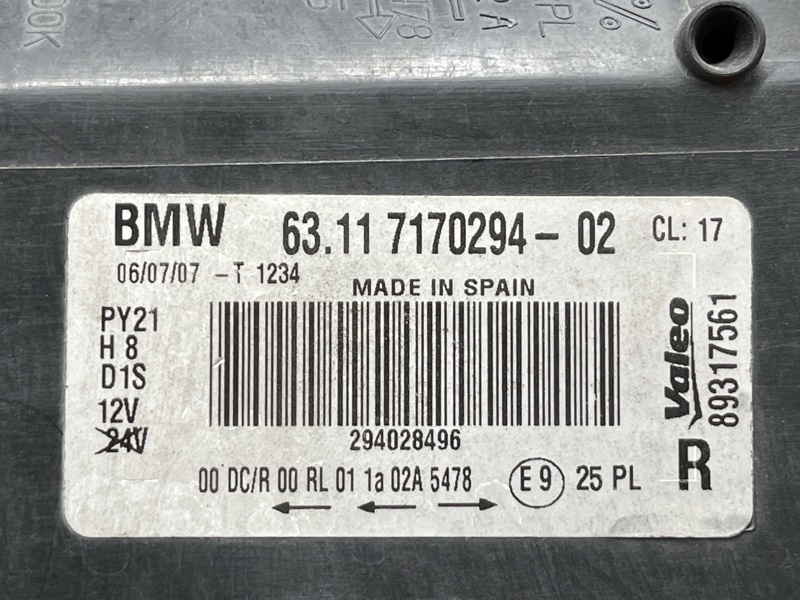 BMW 63.11 7170294-02 CL: 17
06/07/07 -T 1234
MADE IN SPAIN
PY21
H 8
D1S
12V
24V
294028496
Valeo
89317561
00 DC/R 00 RL 01 1a 02A 5478
E 9 25 PL
R